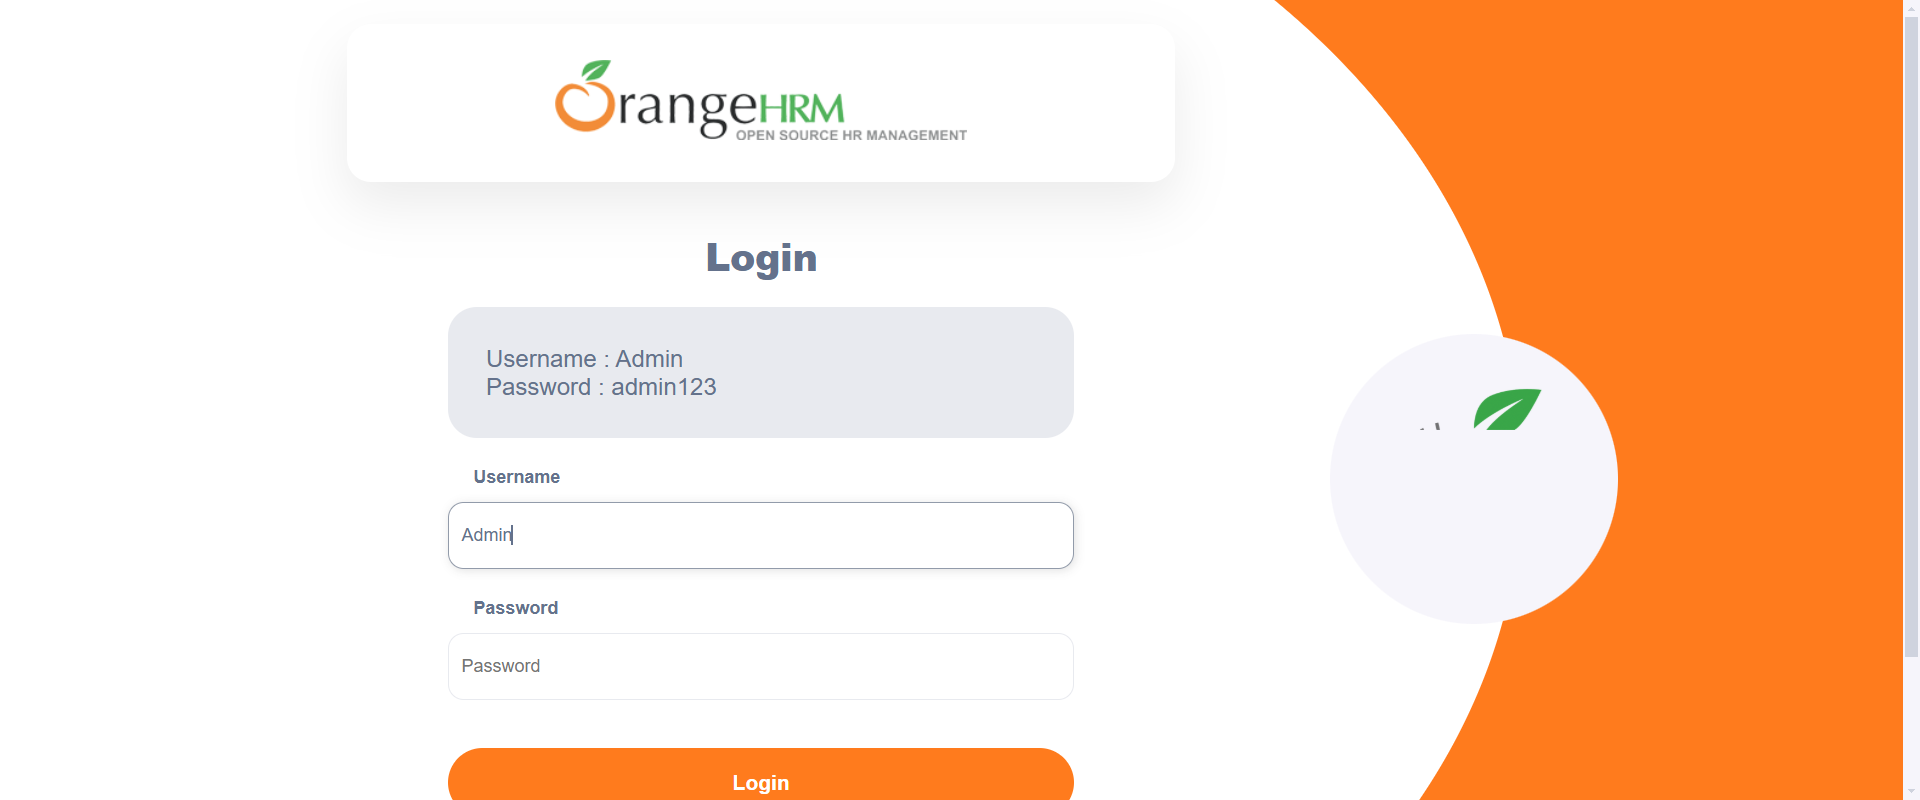 OrangeHRM
OPEN SOURCE HR MANAGEMENT
Login
Username : Admin
Password : admin123
Username
Admin
Password
Password
Login